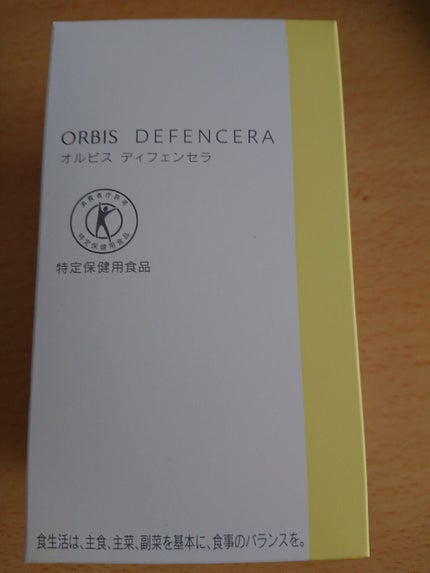 ORBIS DEFENCERA
オルビス ディフェンセラ
消費者庁許可
特定保健用食品
特定保健用食品
食生活は、主食、主菜、副菜を基本に、食事のバランスを。